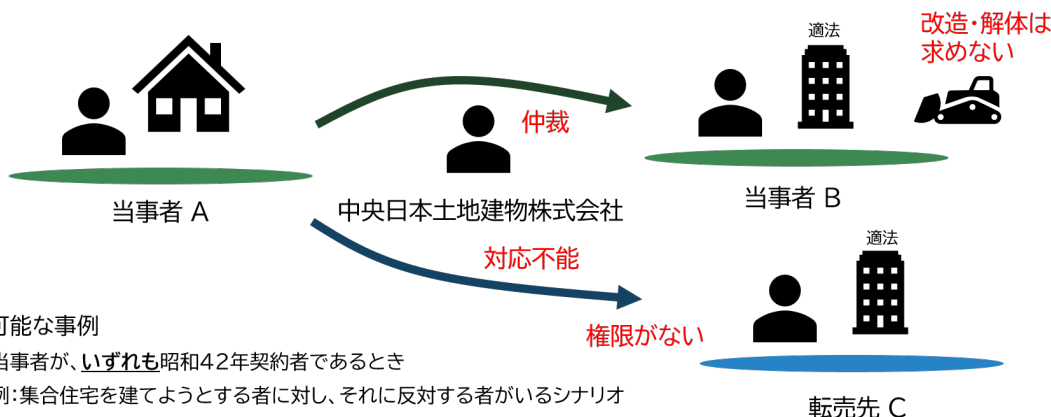 適法
改造・解体は
求めない
仲裁
当事者 A
中央日本土地建物株式会社
当事者 B
適法
対応不能
権限がない
可能な事例
当事者が、いずれも昭和42年契約者であるとき
例：集合住宅を建てようとする者に対し、それに反対する者がいるシナリオ
転売先 C